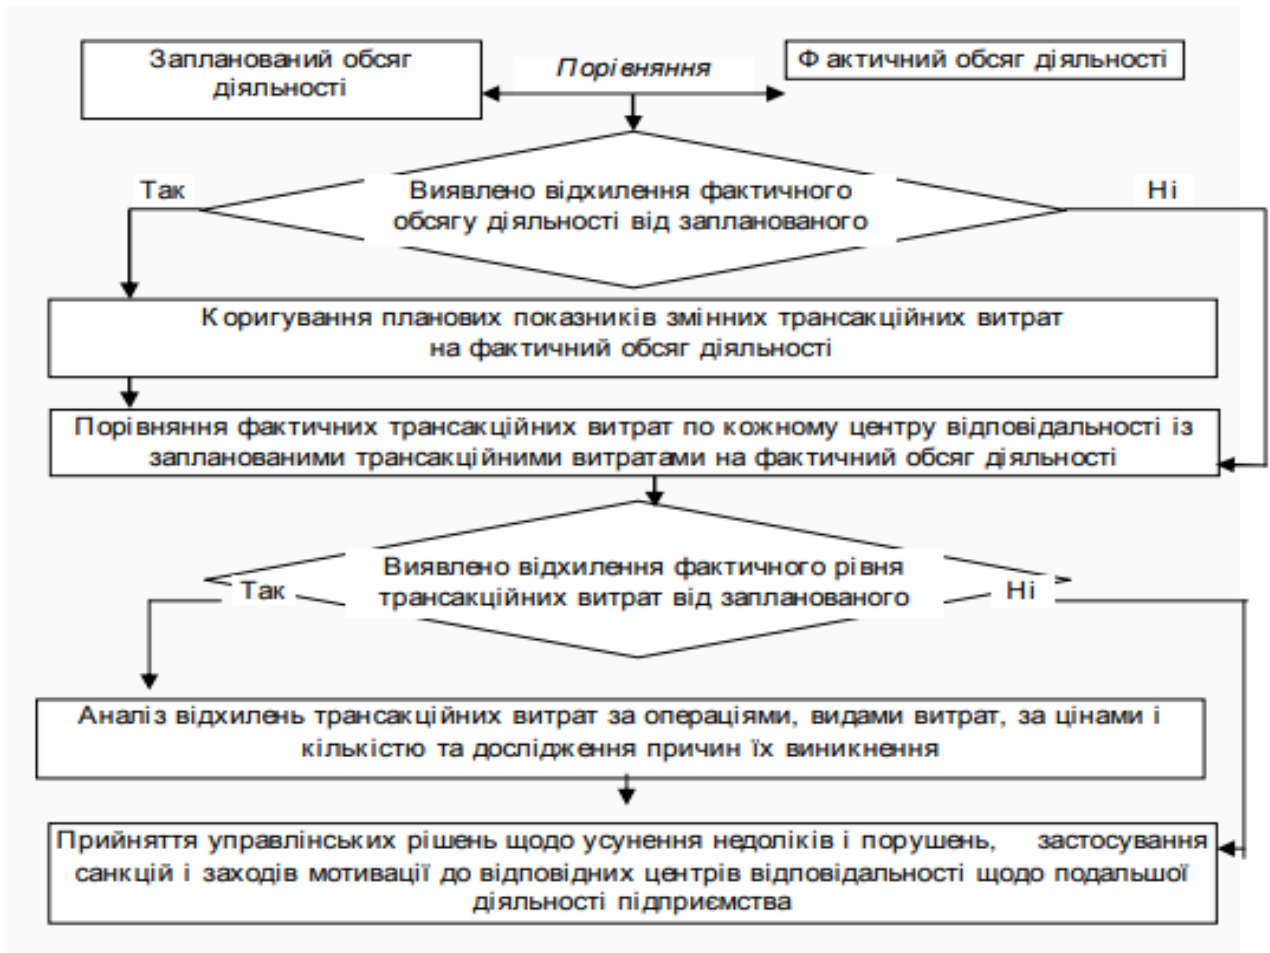 Запланований обсяг
діяльності
Порівняння
Фактичний обсяг діяльності
Так
Виявлено відхилення фактичного
обсягу діяльності від запланованого
Ні
Коригування планових показників змінних трансакційних витрат
на фактичний обсяг діяльності
Порівняння фактичних трансакційних витрат по кожному центру відповідальності із
запланованими трансакційними витратами на фактичний обсяг діяльності
Виявлено відхилення фактичного рівня
трансакційних витрат від запланованого
Так
Ні
Аналіз відхилень трансакційних витрат за операціями, видами витрат, за цінами і
кількістю та дослідження причин їх виникнення
Прийняття управлінських рішень щодо усунення недоліків і порушень, застосування
санкцій і заходів мотивації до відповідних центрів відповідальності щодо подальшої
діяльності підприємства